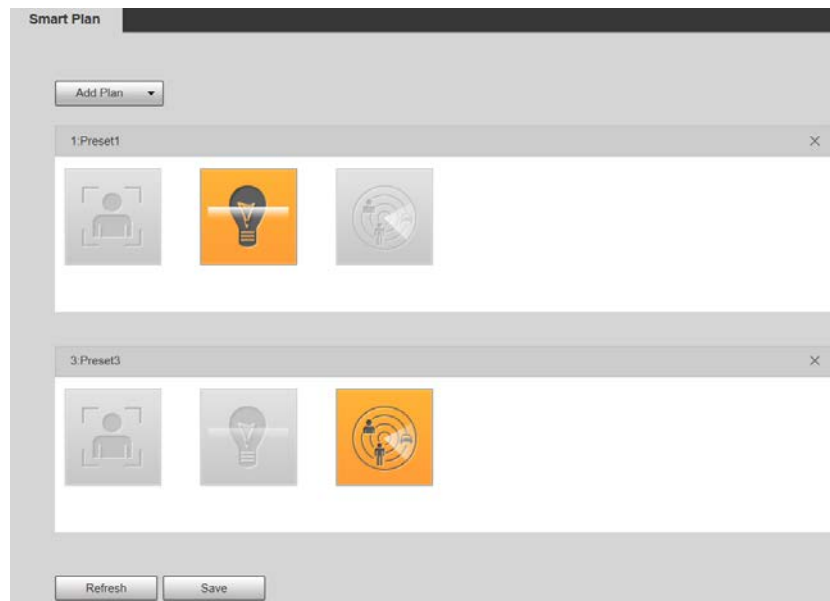 Smart Plan
Add Plan
1:Preset1
3:Preset3
Refresh
Save